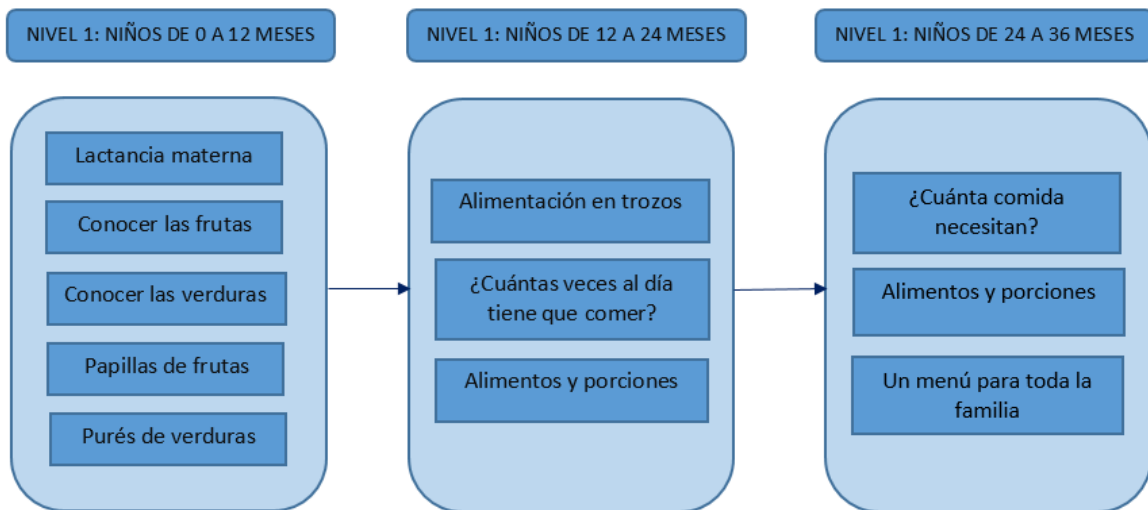 NIVEL 1: NIÑOS DE 0 A 12 MESES
Lactancia materna
Conocer las frutas
Conocer las verduras
Papillas de frutas
Purés de verduras
NIVEL 1: NIÑOS DE 12 A 24 MESES
Alimentación en trozos
¿Cuántas veces al día
tiene que comer?
Alimentos y porciones
NIVEL 1: NIÑOS DE 24 A 36 MESES
¿Cuánta comida
necesitan?
Alimentos y porciones
Un menú para toda la
familia